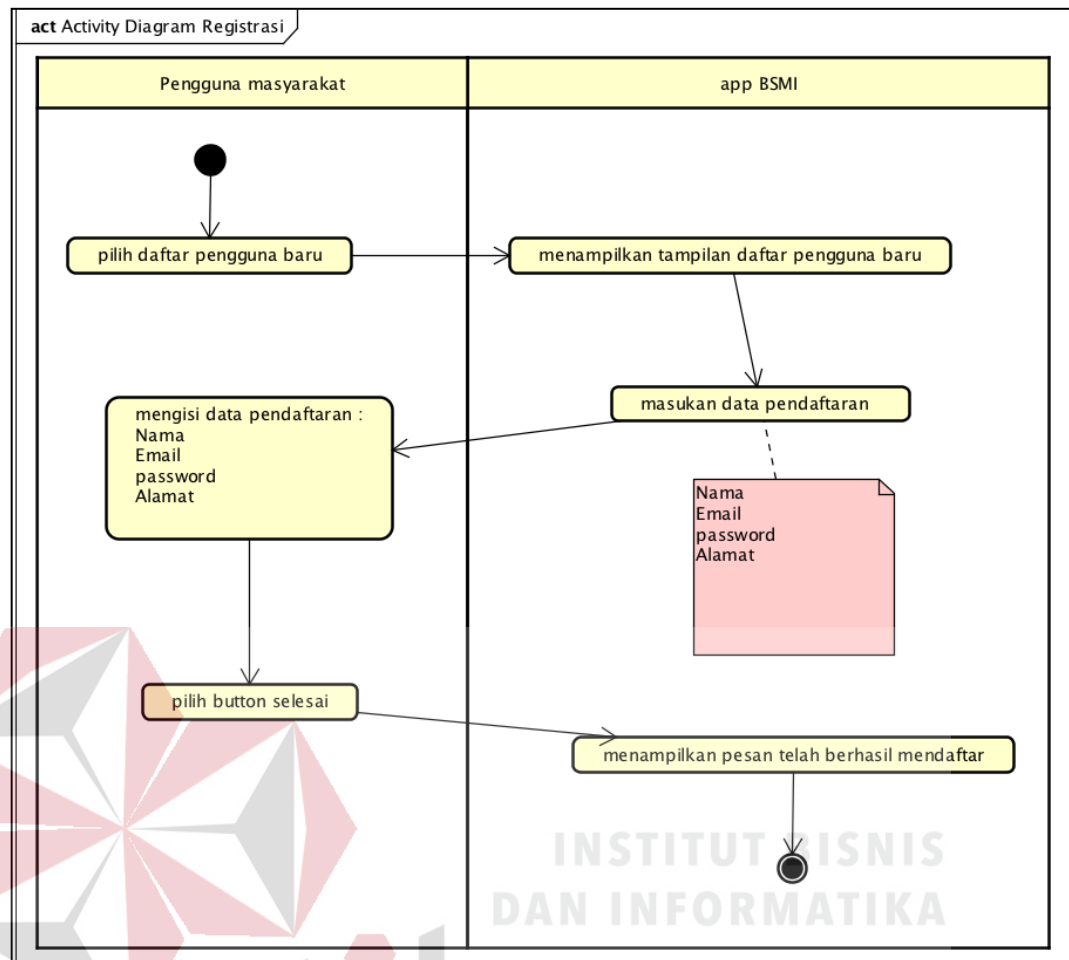 act Activity Diagram Registrasi
Pengguna masyarakat
app BSMI
pilih daftar pengguna baru
menampilkan tampilan daftar pengguna baru
masukan data pendaftaran
mengisi data pendaftaran :
Nama
Email
password
Alamat
Nama
Email
password
Alamat
pilih button selesai
menampilkan pesan telah berhasil mendaftar
INSTITUT BISNIS
DAN INFORMATIKA